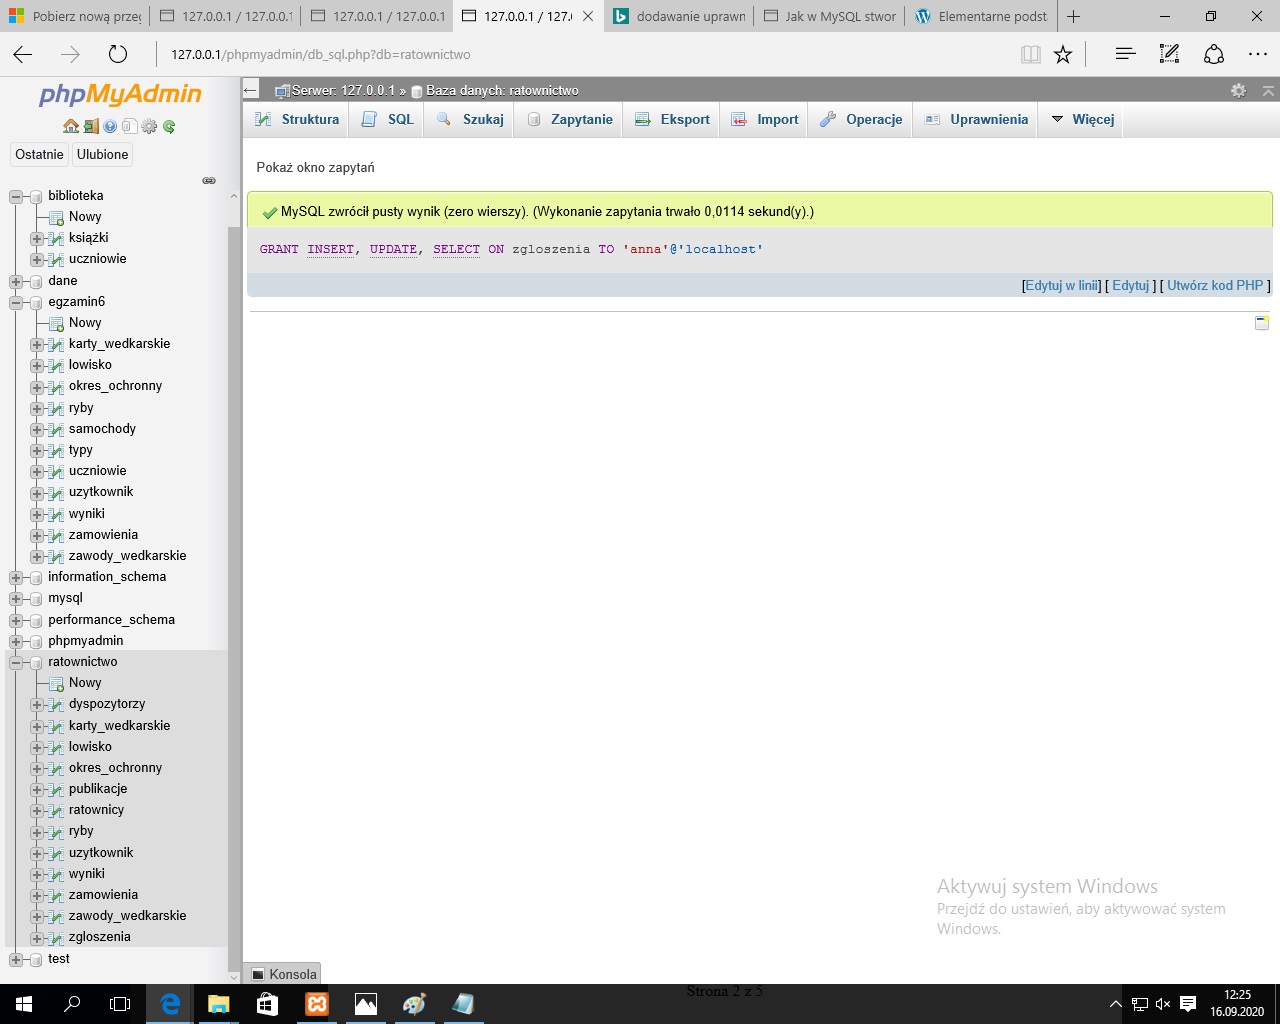 Pobierz nową przeg
127.0.0.1 / 127.0.0.1
127.0.0.1 / 127.0.0.1
127.0.0.1 / 127.0
dodawanie uprawn
Jak w MySQL stwor
Elementarne podst
127.0.0.1/phpmyadmin/db_sql.php?db=ratownictwo
phpMyAdmin
Ostatnie
Ulubione
biblioteka
Nowy
książki
uczniowie
dane
egzamin6
Nowy
karty_wedkarskie
lowisko
okres_ochronny
ryby
samochody
typy
uczniowie
uzytkownik
wyniki
zamowienia
zawody_wedkarskie
information_schema
mysql
performance_schema
phpmyadmin
ratownictwo
Nowy
dyspozytorzy
karty_wedkarskie
lowisko
okres_ochronny
publikacje
ratownicy
ryby
uzytkownik
wyniki
zamowienia
zawody_wedkarskie
zgloszenia
test
Serwer: 127.0.0.1 » Baza danych: ratownictwo
Struktura
SQL
Szukaj
Zapytanie
Eksport
Import
Operacje
Uprawnienia
Więcej
Pokaż okno zapytań
MySQL zwrócił pusty wynik (zero wierszy). (Wykonanie zapytania trwało 0,0114 sekund(y).)
GRANT INSERT, UPDATE, SELECT ON zgloszenia TO 'anna'@'localhost'
[Edytuj w linii] [ Edytuj ] [ Utwórz kod PHP ]
Aktywuj system Windows
Przejdź do ustawień, aby aktywować system
Windows.
Konsola
Strona 2 z 5
12:25
16.09.2020